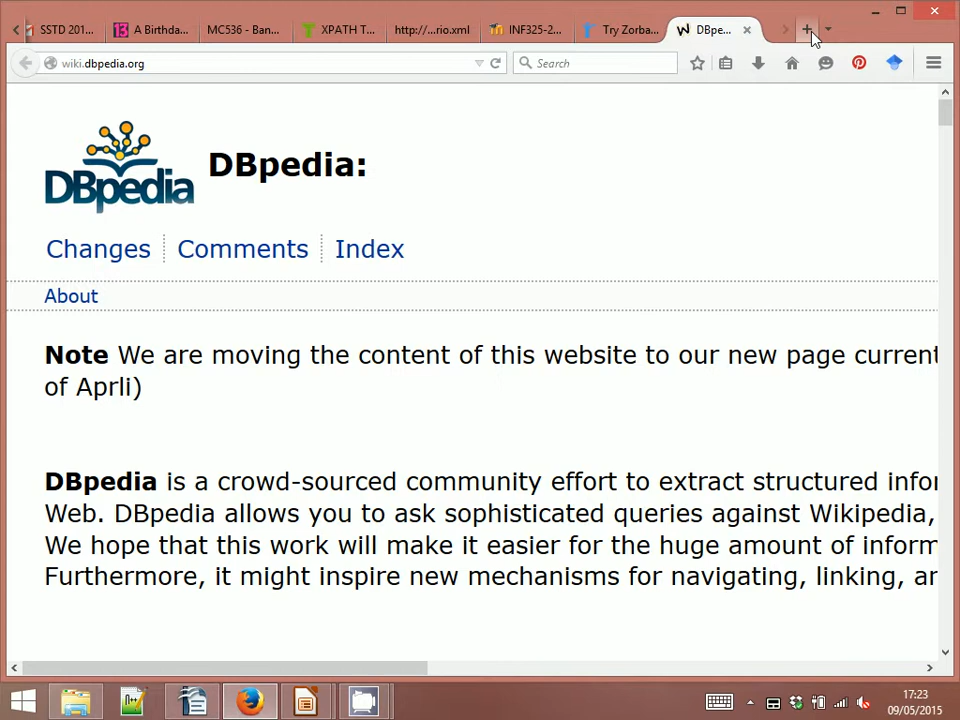 SSTD 201...
13 A Birthda...
MC536 - Ban...
XPATH T...
http://...rio.xml
INF325-2...
Try Zorba...
DBpe...
wiki.dbpedia.org
Search
DBpedia
DBpedia:
Changes
Comments
Index
About
Note We are moving the content of this website to our new page current
of Aprli)
DBpedia is a crowd-sourced community effort to extract structured infor
Web. DBpedia allows you to ask sophisticated queries against Wikipedia,
We hope that this work will make it easier for the huge amount of inform
Furthermore, it might inspire new mechanisms for navigating, linking, an
17:23
09/05/2015